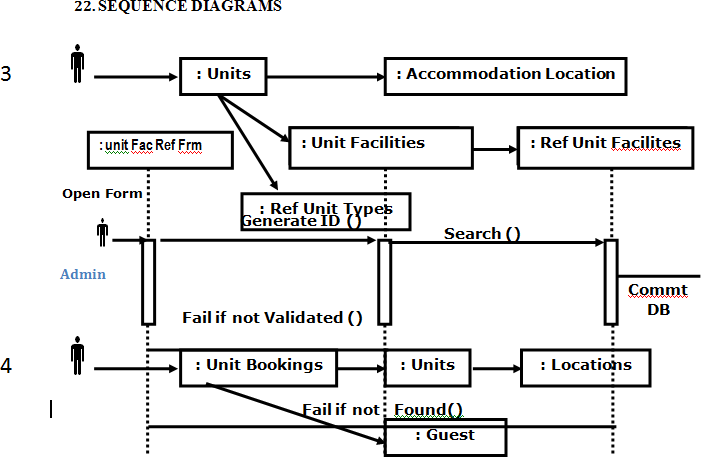 22. SEQUENCE DIAGRAMS
3
: Units
: Accommodation Location
: unit Fac Ref Frm
: Unit Facilities
: Ref Unit Facilites
Open Form
: Ref Unit Types
Generate ID ()
Search ()
Admin
Commt
DB
Fail if not Validated ()
4
: Unit Bookings
: Units
: Locations
Fail if not Found()
: Guest